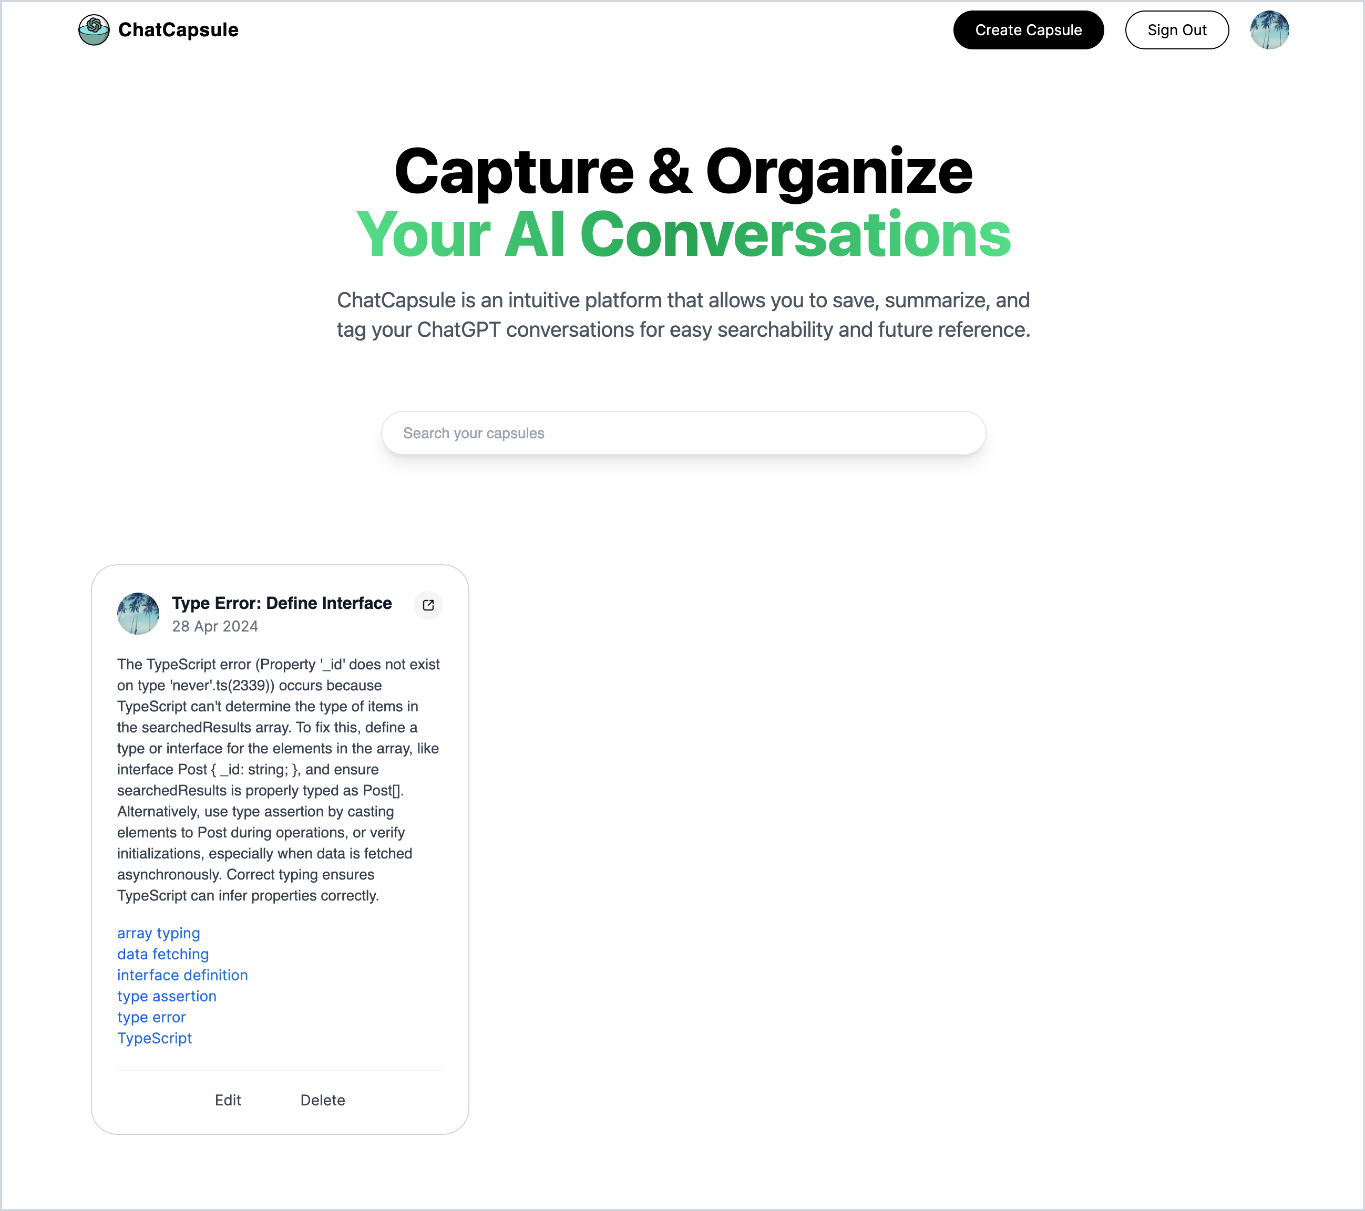 ChatCapsule
Create Capsule
Sign Out
Capture & Organize
Your AI Conversations
ChatCapsule is an intuitive platform that allows you to save, summarize, and
tag your ChatGPT conversations for easy searchability and future reference.
Search your capsules
Type Error: Define Interface
28 Apr 2024
The TypeScript error (Property '_id' does not exist
on type 'never'.ts(2339)) occurs because
TypeScript can't determine the type of items in
the searchedResults array. To fix this, define a
type or interface for the elements in the array, like
interface Post { _id: string; }, and ensure
searchedResults is properly typed as Post[].
Alternatively, use type assertion by casting
elements to Post during operations, or verify
initializations, especially when data is fetched
asynchronously. Correct typing ensures
TypeScript can infer properties correctly.
array typing
data fetching
interface definition
type assertion
type error
TypeScript
Edit
Delete